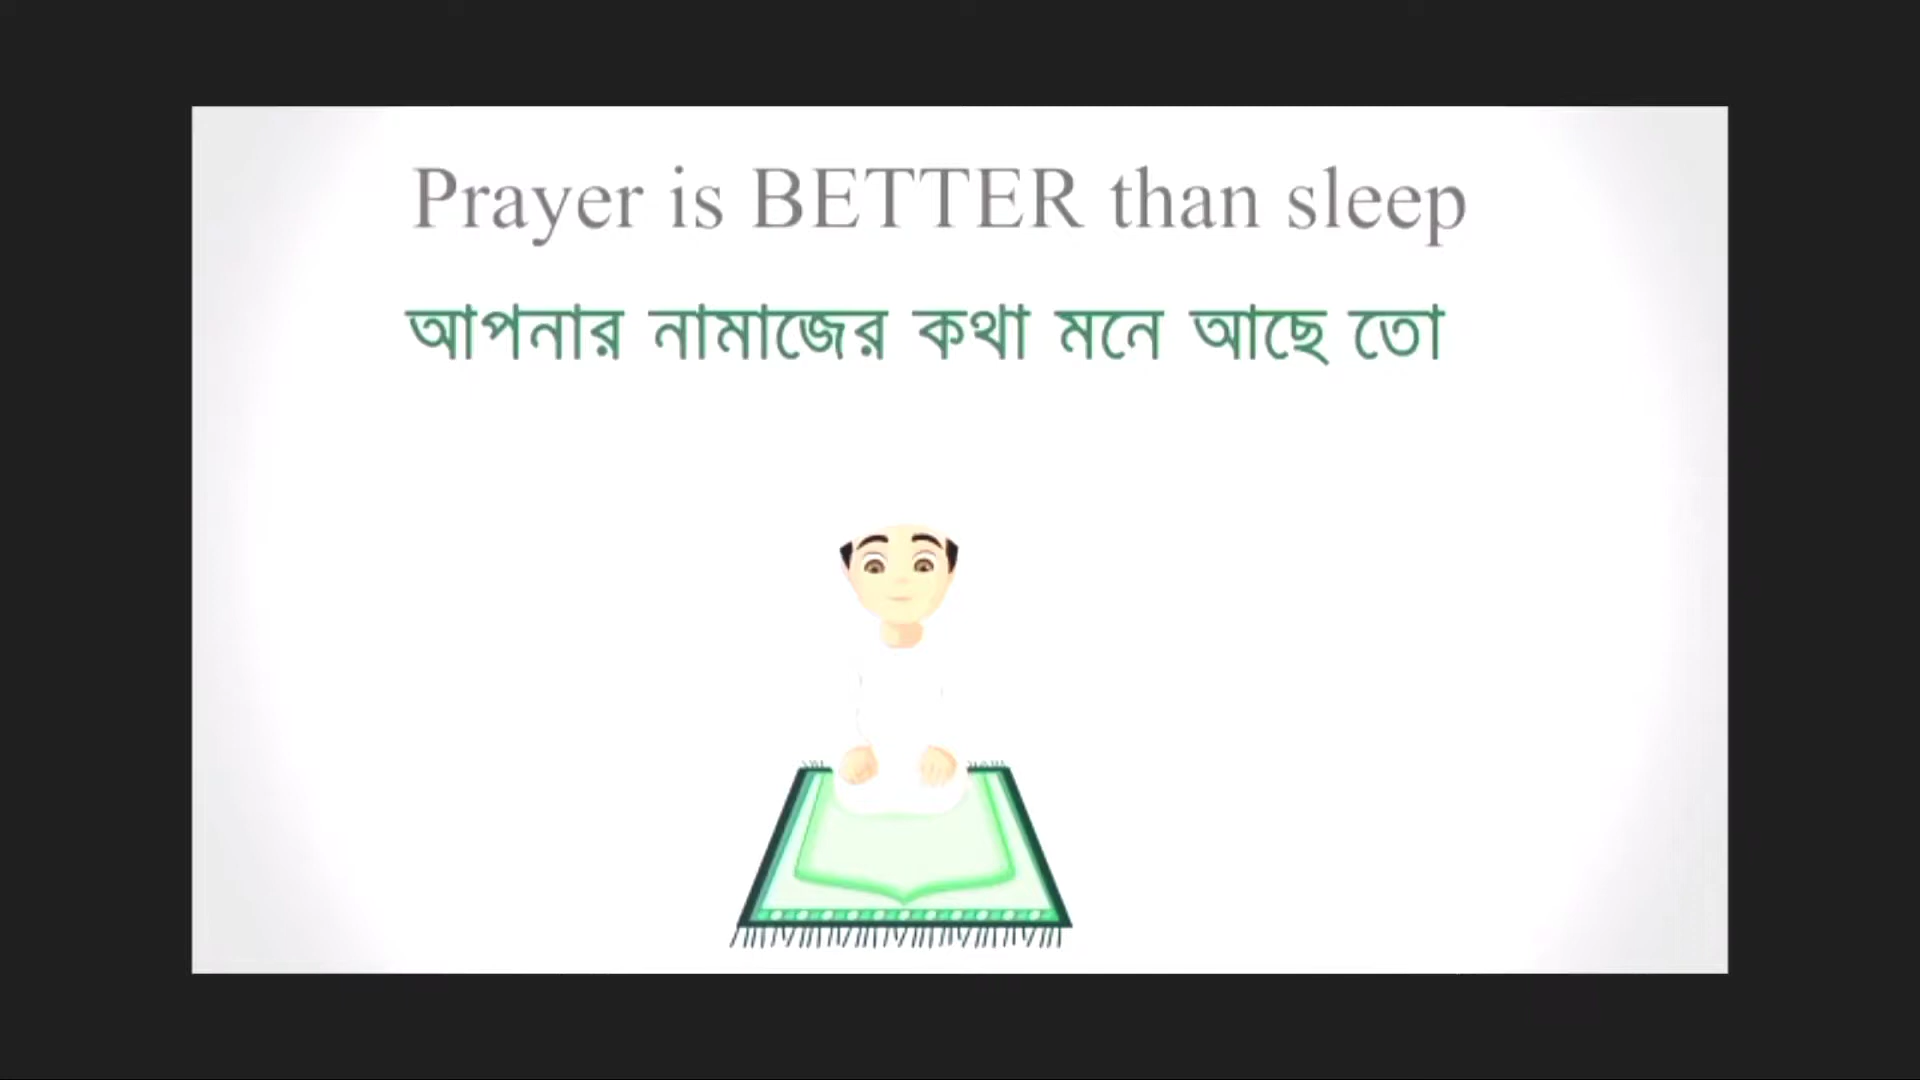 Prayer is BETTER than sleep
আপনার নামাজের কথা মনে আছে তো